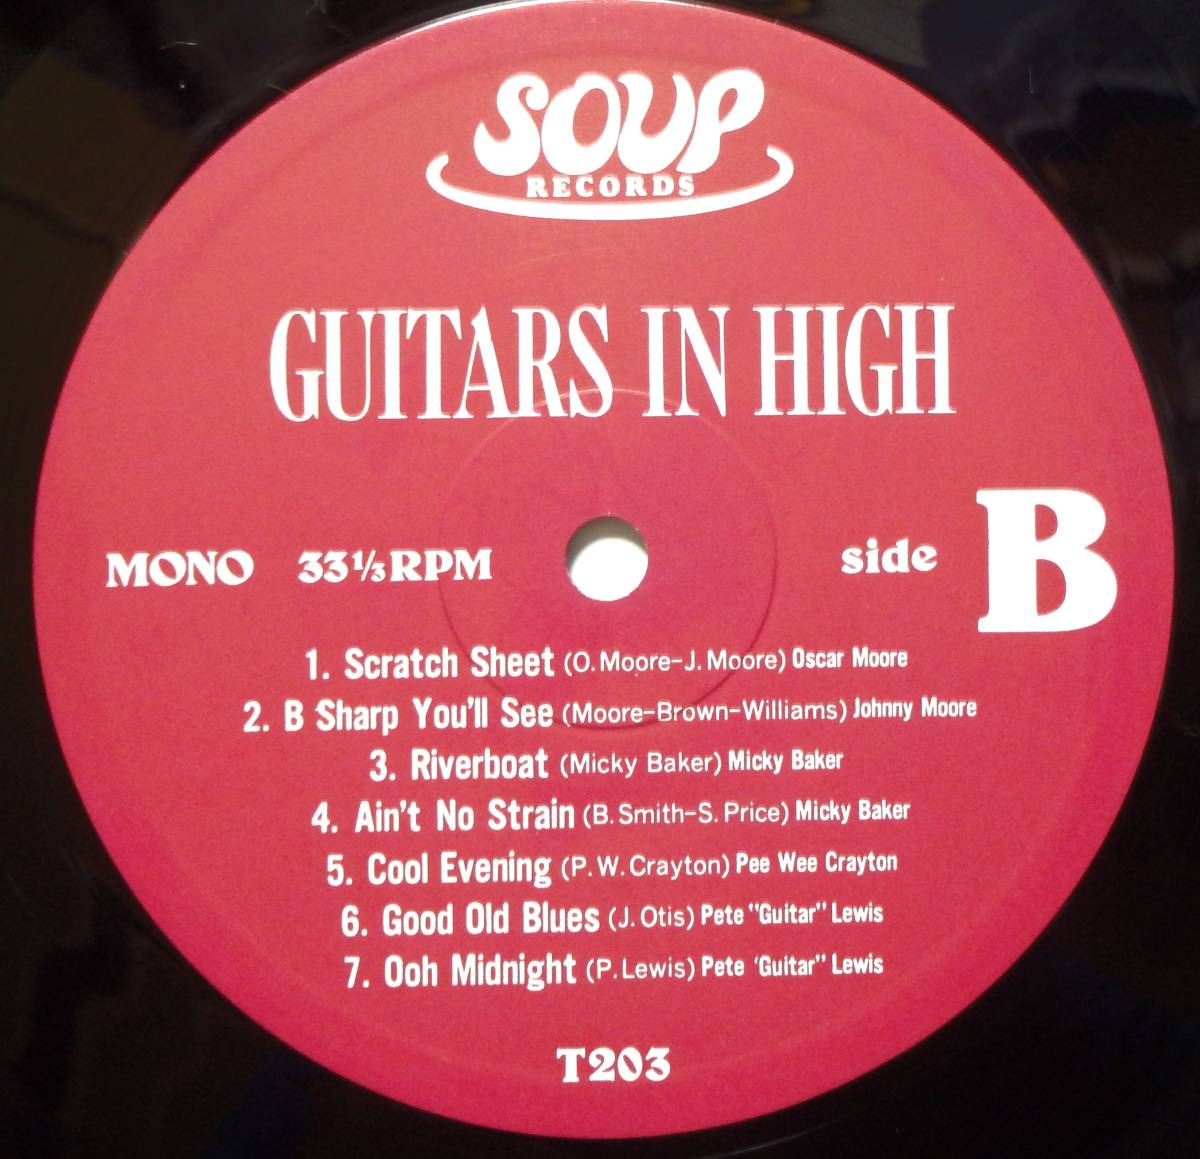 SOUP
RECORDS
GUITARS IN HIGH
MONO 33⅓RPM side B
1. Scratch Sheet (O. Moore-J. Moore) Oscar Moore
2. B Sharp You'll See (Moore-Brown-Williams) Johnny Moore
3. Riverboat (Micky Baker) Micky Baker
4. Ain't No Strain (B. Smith-S. Price) Micky Baker
5. Cool Evening (P. W. Crayton) Pee Wee Crayton
6. Good Old Blues (J. Otis) Pete "Guitar" Lewis
7. Ooh Midnight (P. Lewis) Pete 'Guitar" Lewis
T203